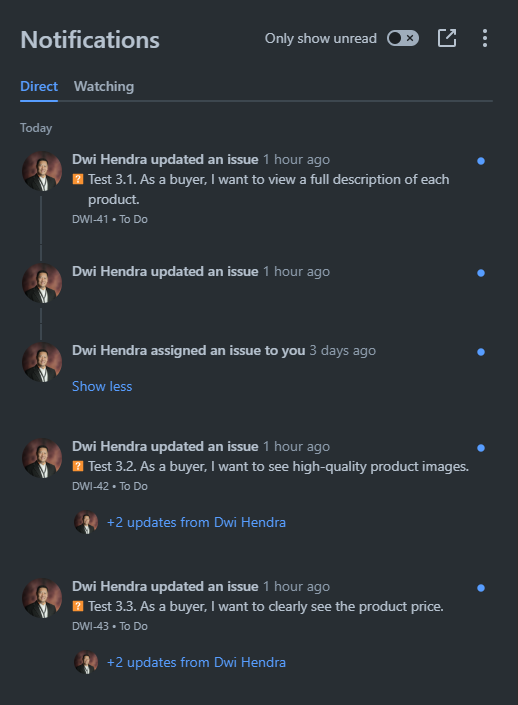 Notifications
Only show unread
Direct
Watching
Today
Dwi Hendra updated an issue 1 hour ago
Test 3.1. As a buyer, I want to view a full description of each
product.
DWI-41 • To Do
Dwi Hendra updated an issue 1 hour ago
Dwi Hendra assigned an issue to you 3 days ago
Show less
Dwi Hendra updated an issue 1 hour ago
Test 3.2. As a buyer, I want to see high-quality product images.
DWI-42 • To Do
+2 updates from Dwi Hendra
Dwi Hendra updated an issue 1 hour ago
Test 3.3. As a buyer, I want to clearly see the product price.
DWI-43 • To Do
+2 updates from Dwi Hendra